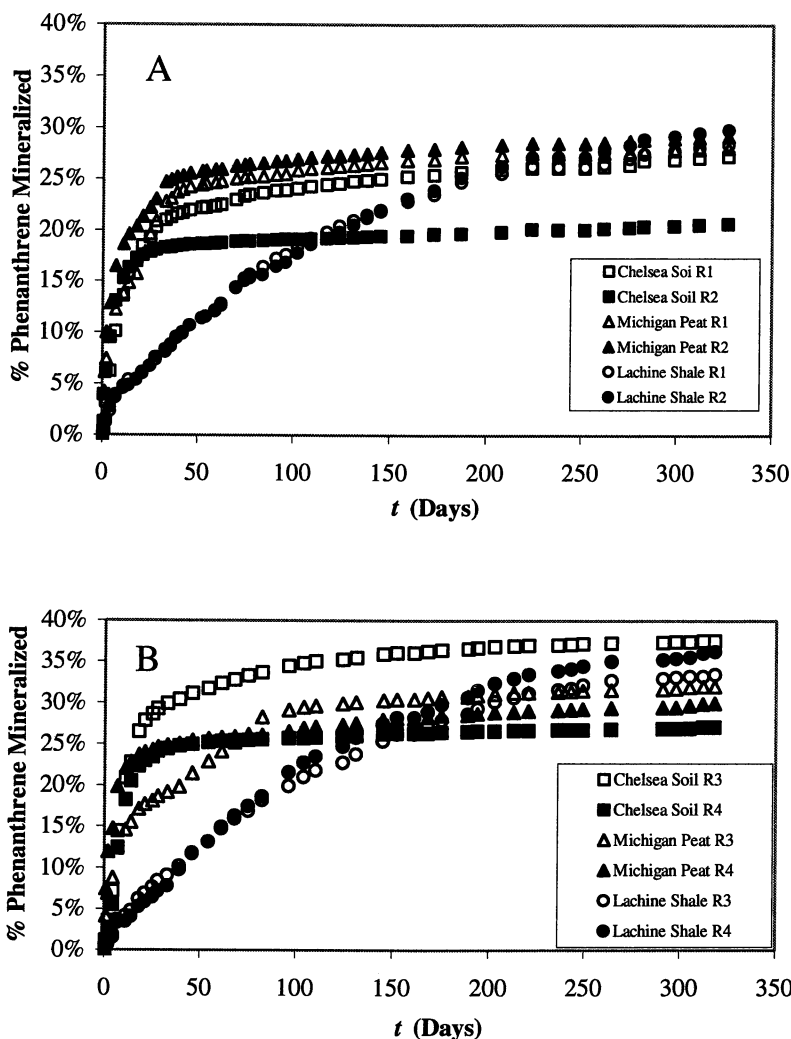 40%
A
35%
30%
25%
20%
15%
10%
5%
0%
% Phenanthrene Mineralized
Chelsea Soi R1
Chelsea Soil R2
Michigan Peat R1
Michigan Peat R2
Lachine Shale R1
Lachine Shale R2
0 50 100 150 200 250 300 350
t (Days)
40%
B
35%
30%
25%
20%
15%
10%
5%
0%
% Phenanthrene Mineralized
Chelsea Soil R3
Chelsea Soil R4
Michigan Peat R3
Michigan Peat R4
Lachine Shale R3
Lachine Shale R4
0 50 100 150 200 250 300 350
t (Days)